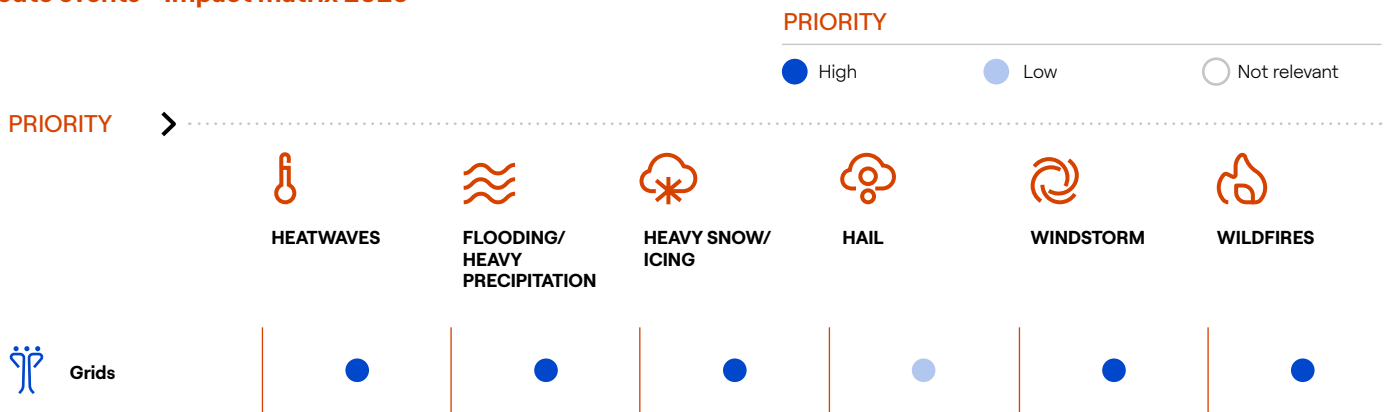 PRIORITY
High Low Not relevant
PRIORITY
HEATWAVES
FLOODING/
HEAVY
PRECIPITATION
HEAVY SNOW/
ICING
HAIL
WINDSTORM
WILDFIRES
Grids